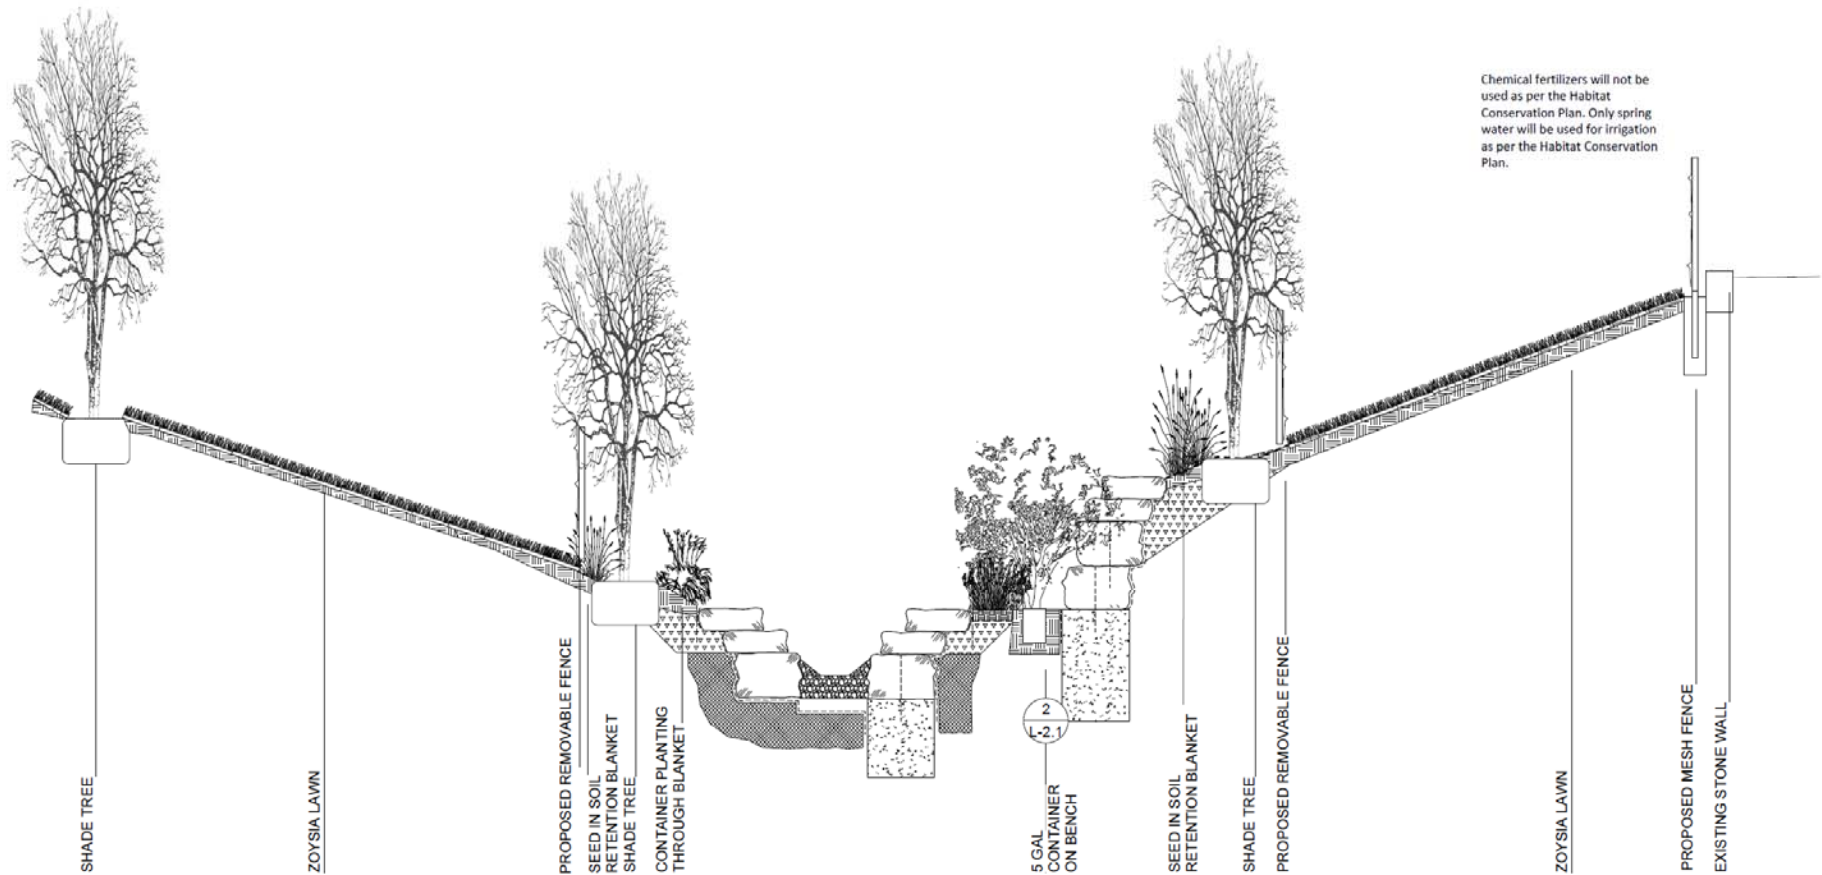 Chemical fertilizers will not be
used as per the Habitat
Conservation Plan. Only spring
water will be used for irrigation
as per the Habitat Conservation
Plan.
SHADE TREE
ZOYSIA LAWN
PROPOSED REMOVABLE FENCE
SEED IN SOIL
RETENTION BLANKET
SHADE TREE
CONTAINER PLANTING
THROUGH BLANKET
2
L-2.1
5 GAL
CONTAINER
ON BENCH
SEED IN SOIL
RETENTION BLANKET
SHADE TREE
PROPOSED REMOVABLE FENCE
ZOYSIA LAWN
PROPOSED MESH FENCE
EXISTING STONE WALL